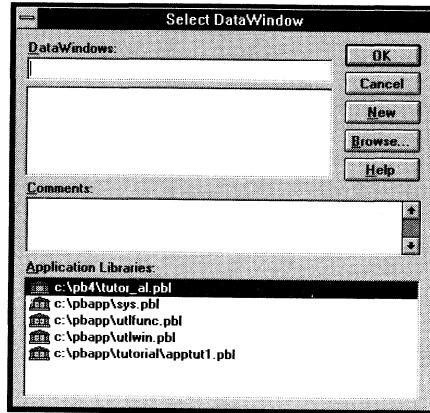 Select DataWindow
DataWindows:
OK
Cancel
New
Browse...
Help
Comments:
Application Libraries:
c:\pb4\tutor_al.pbl
c:\pbapp\sys.pbl
c:\pbapp\utlfunc.pbl
c:\pbapp\utlwin.pbl
c:\pbapp\tutorial\apptut1.pbl